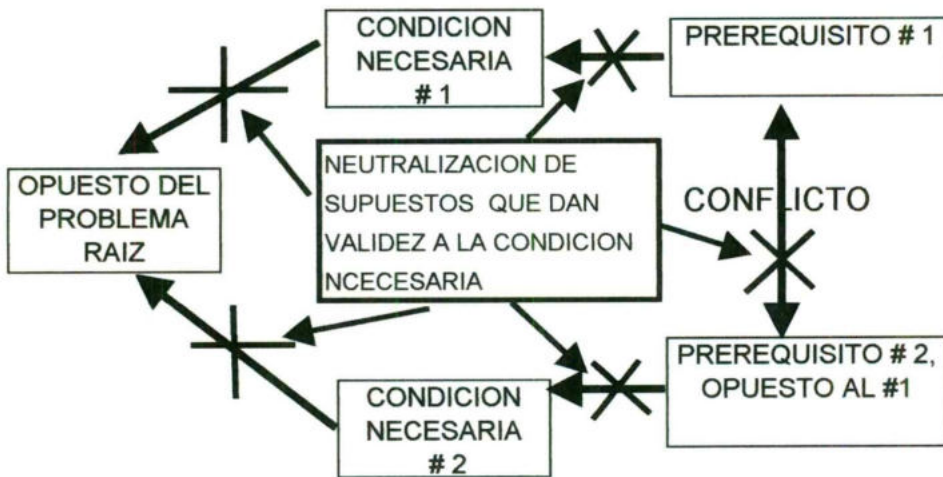 CONDICION
NECESARIA
# 1
PREREQUISITO # 1
NEUTRALIZACION DE
SUPUESTOS QUE DAN
VALIDEZ A LA CONDICION
NCECESARIA
CONFLICTO
OPUESTO DEL
PROBLEMA
RAIZ
CONDICION
NECESARIA
# 2
PREREQUISITO # 2,
OPUESTO AL #1